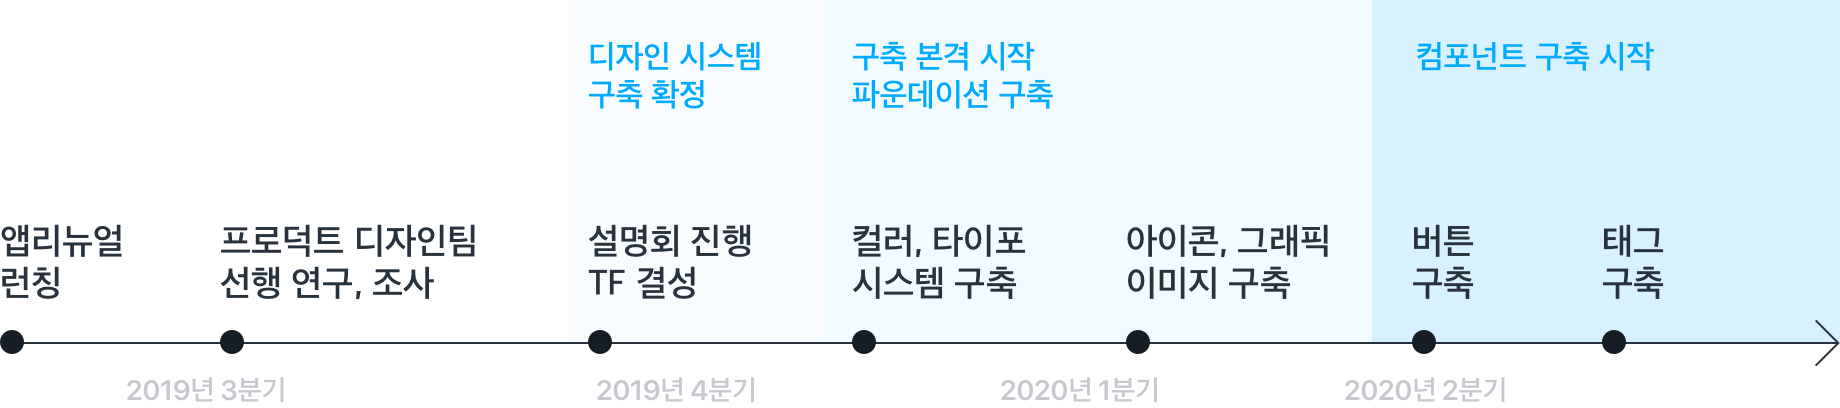 디자인 시스템
구축 확정
구축 본격 시작
파운데이션 구축
컴포넌트 구축 시작
앱리뉴얼
런칭
프로덕트 디자인팀
선행 연구, 조사
설명회 진행
TF 결성
컬러, 타이포
시스템 구축
아이콘, 그래픽
이미지 구축
버튼
구축
태그
구축
2019년 3분기
2019년 4분기
2020년 1분기
2020년 2분기